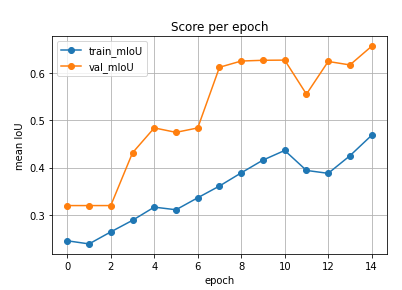 Score per epoch
train_mIoU
val_mIoU
mean IoU
0.6
0.5
0.4
0.3
0 2 4 6 8 10 12 14
epoch